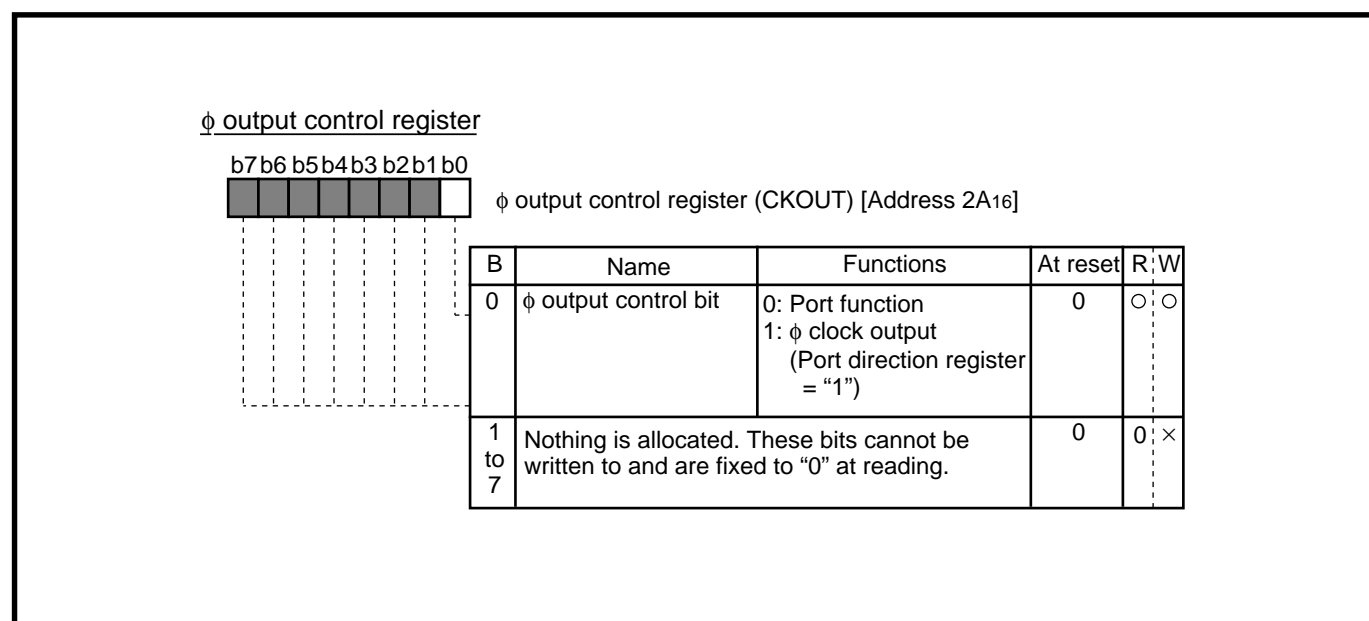 ϕ output control register
b7 b6 b5 b4 b3 b2 b1 b0
ϕ output control register (CKOUT) [Address 2A16]
B Name Functions At reset R W
0 ϕ output control bit 0: Port function 0 ○ ○
1: ϕ clock output
(Port direction register
= “1”)
1 to 7 Nothing is allocated. These bits cannot be 0 0 ×
written to and are fixed to “0” at reading.